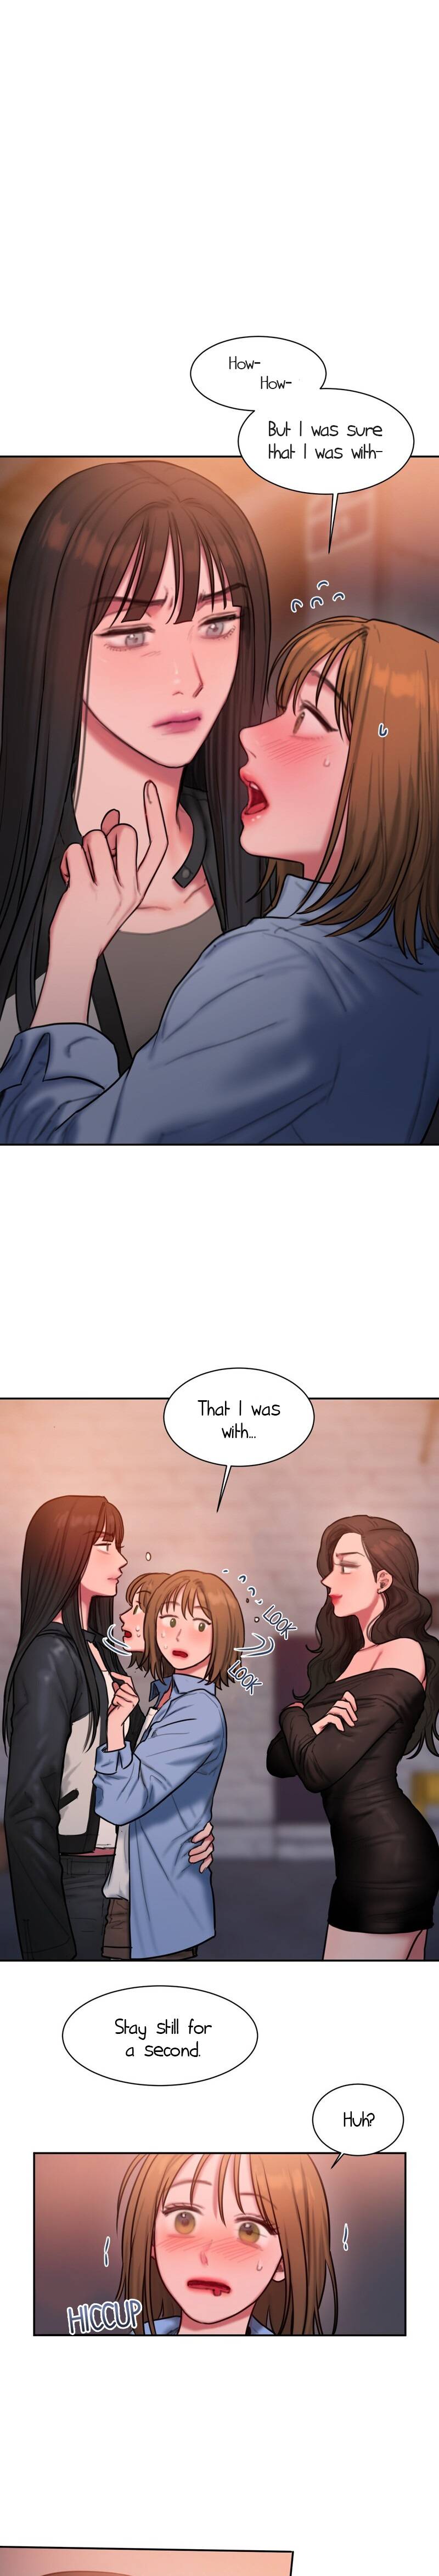 How-
How-
But I was sure
that I was with-
That I was
with...
LOOK
LOOK
Stay still for
a second.
Huh?
HICCUP